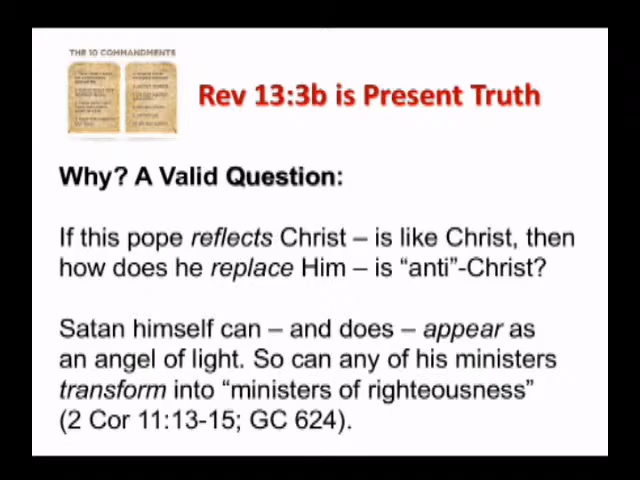 THE 10 COMMANDMENTS
Rev 13:3b is Present Truth
Why? A Valid Question:
If this pope reflects Christ – is like Christ, then
how does he replace Him – is “anti”-Christ?
Satan himself can – and does – appear as
an angel of light. So can any of his ministers
transform into “ministers of righteousness”
(2 Cor 11:13-15; GC 624).